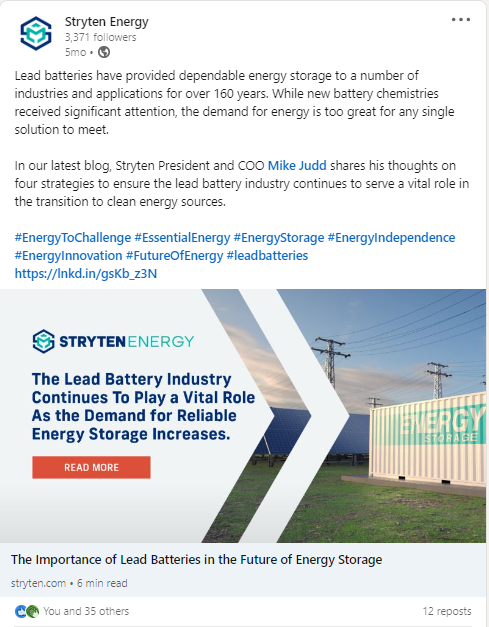 Stryten Energy
3,371 followers
5mo •
Lead batteries have provided dependable energy storage to a number of
industries and applications for over 160 years. While new battery chemistries
received significant attention, the demand for energy is too great for any single
solution to meet.
In our latest blog, Stryten President and COO Mike Judd shares his thoughts on
four strategies to ensure the lead battery industry continues to serve a vital role in
the transition to clean energy sources.
#EnergyToChallenge #EssentialEnergy #EnergyStorage #EnergyIndependence
#EnergyInnovation #FutureOfEnergy #leadbatteries
https://lnkd.in/gsKb_z3N
STRYTEN ENERGY
The Lead Battery Industry
Continues To Play a Vital Role
As the Demand for Reliable
Energy Storage Increases.
READ MORE
ENERGY
STORAGE
The Importance of Lead Batteries in the Future of Energy Storage
stryten.com • 6 min read
You and 35 others
12 reposts